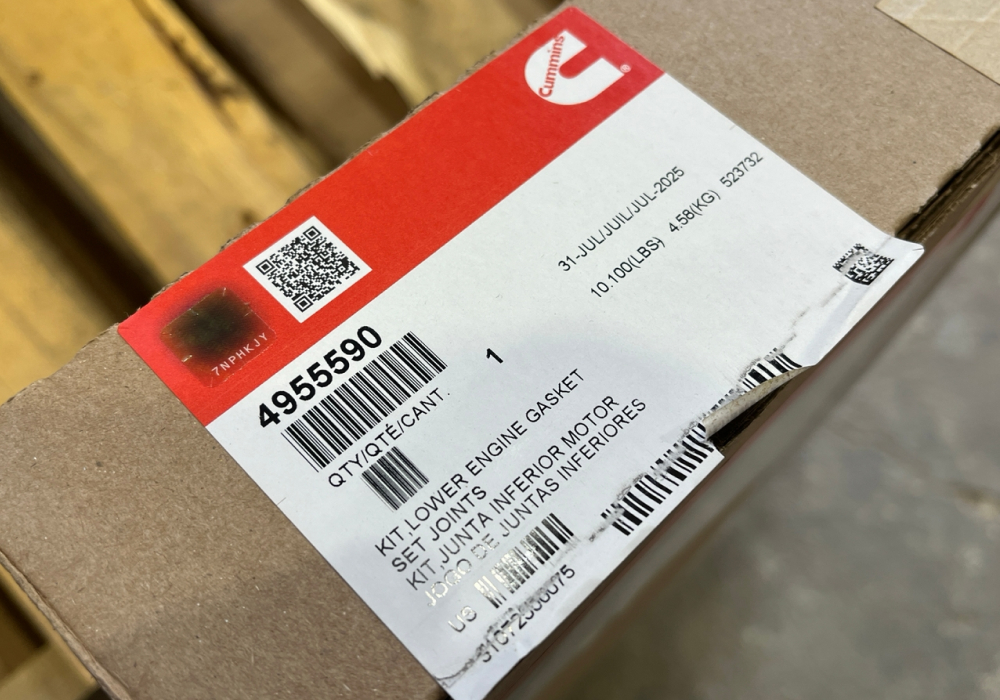 Cummins
®
31-JUL/JUIL/JUL-2025
10.100(LBS) 4.58(KG) 523732
7NPHKJY
4955590
1
QTY/QTÉ/CANT.
KIT,LOWER ENGINE GASKET
SET JOINTS
KIT,JUNTA INFERIOR MOTOR
JOGO DE JUNTAS INFERIORES